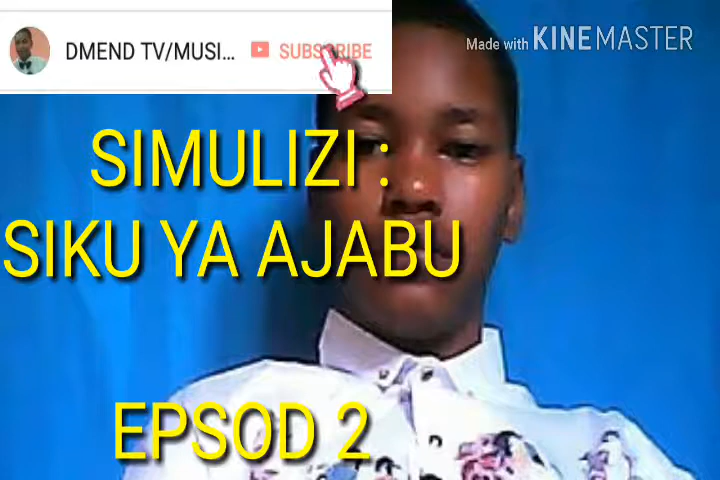 DMEND TV/MUSI... SUBSCRIBE
Made with KINEMASTER
SIMULIZI :
SIKU YA AJABU
EPSOD 2